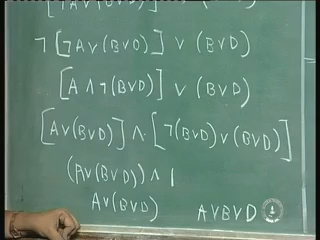 ¬[¬A∨(B∨D)] ∨ (B∨D)
[A∧¬(B∨D)] ∨ (B∨D)
[A∨(B∨D)] ∧ [¬(B∨D)∨(B∨D)]
(A∨(B∨D)) ∧ 1
A∨(B∨D) A∨B∨D